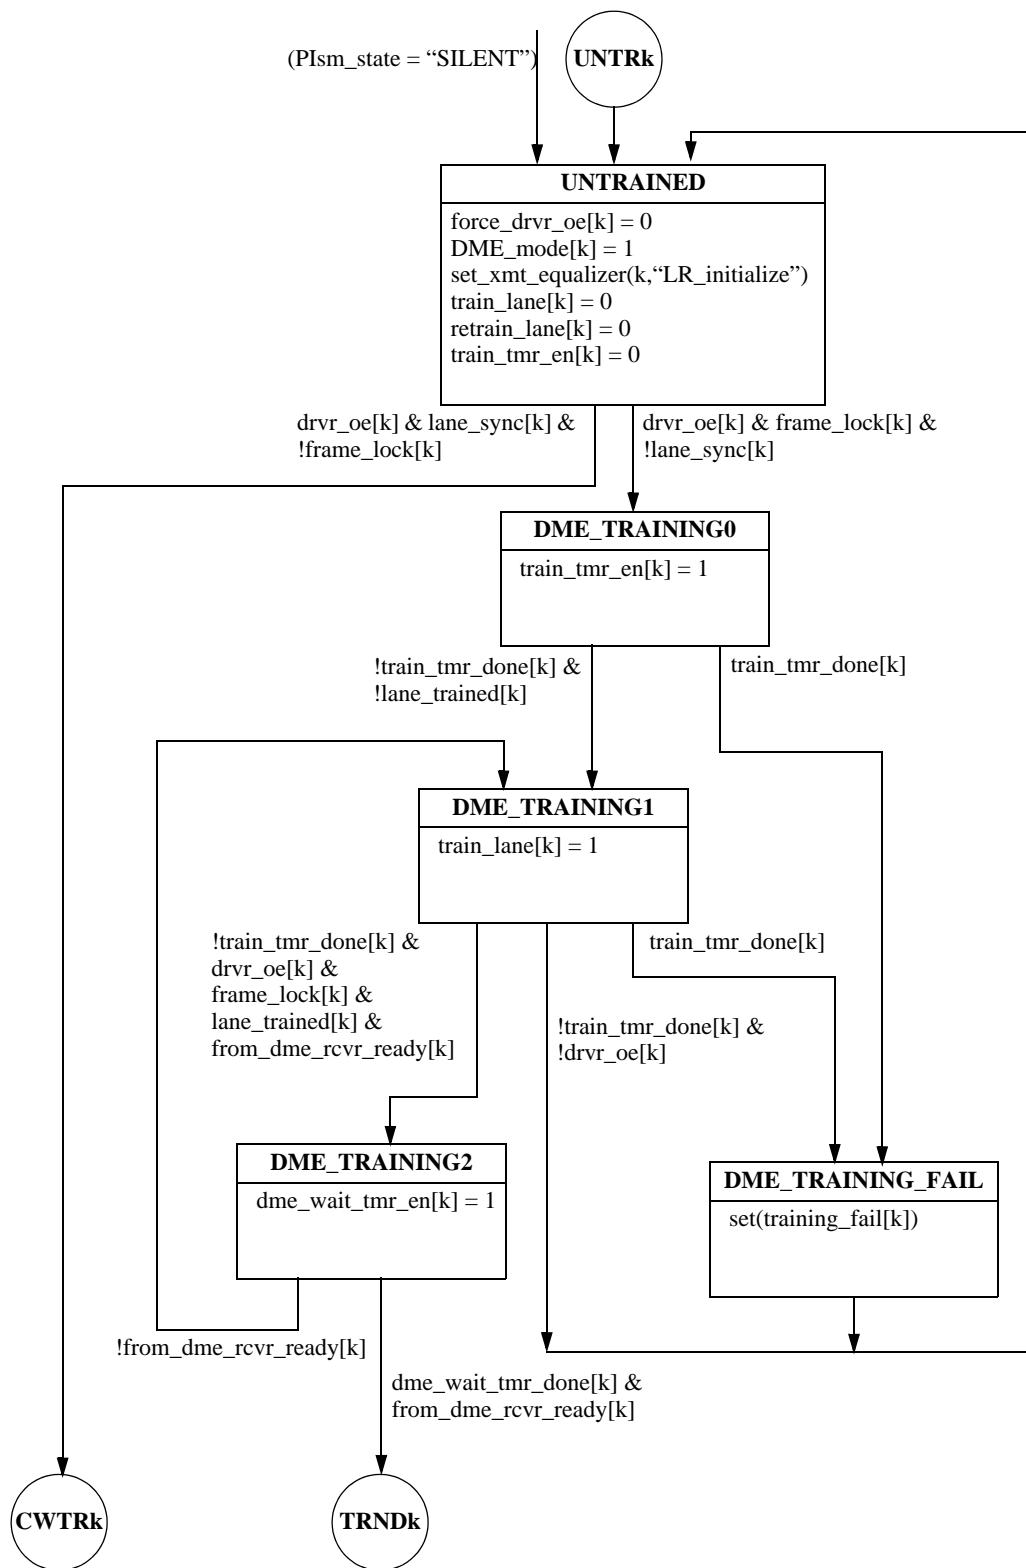 (PIsm_state = “SILENT”)
UNTRk
UNTRAINED
force_drvr_oe[k] = 0
DME_mode[k] = 1
set_xmt_equalizer(k,“LR_initialize”)
train_lane[k] = 0
retrain_lane[k] = 0
train_tmr_en[k] = 0
drvr_oe[k] & lane_sync[k] &
!frame_lock[k]
drvr_oe[k] & frame_lock[k] &
!lane_sync[k]
DME_TRAINING0
train_tmr_en[k] = 1
!train_tmr_done[k] &
!lane_trained[k]
train_tmr_done[k]
DME_TRAINING1
train_lane[k] = 1
!train_tmr_done[k] &
drvr_oe[k] &
frame_lock[k] &
lane_trained[k] &
from_dme_rcvr_ready[k]
train_tmr_done[k]
!train_tmr_done[k] &
!drvr_oe[k]
DME_TRAINING2
dme_wait_tmr_en[k] = 1
DME_TRAINING_FAIL
set(training_fail[k])
!from_dme_rcvr_ready[k]
dme_wait_tmr_done[k] &
from_dme_rcvr_ready[k]
CWTRk
TRNDk